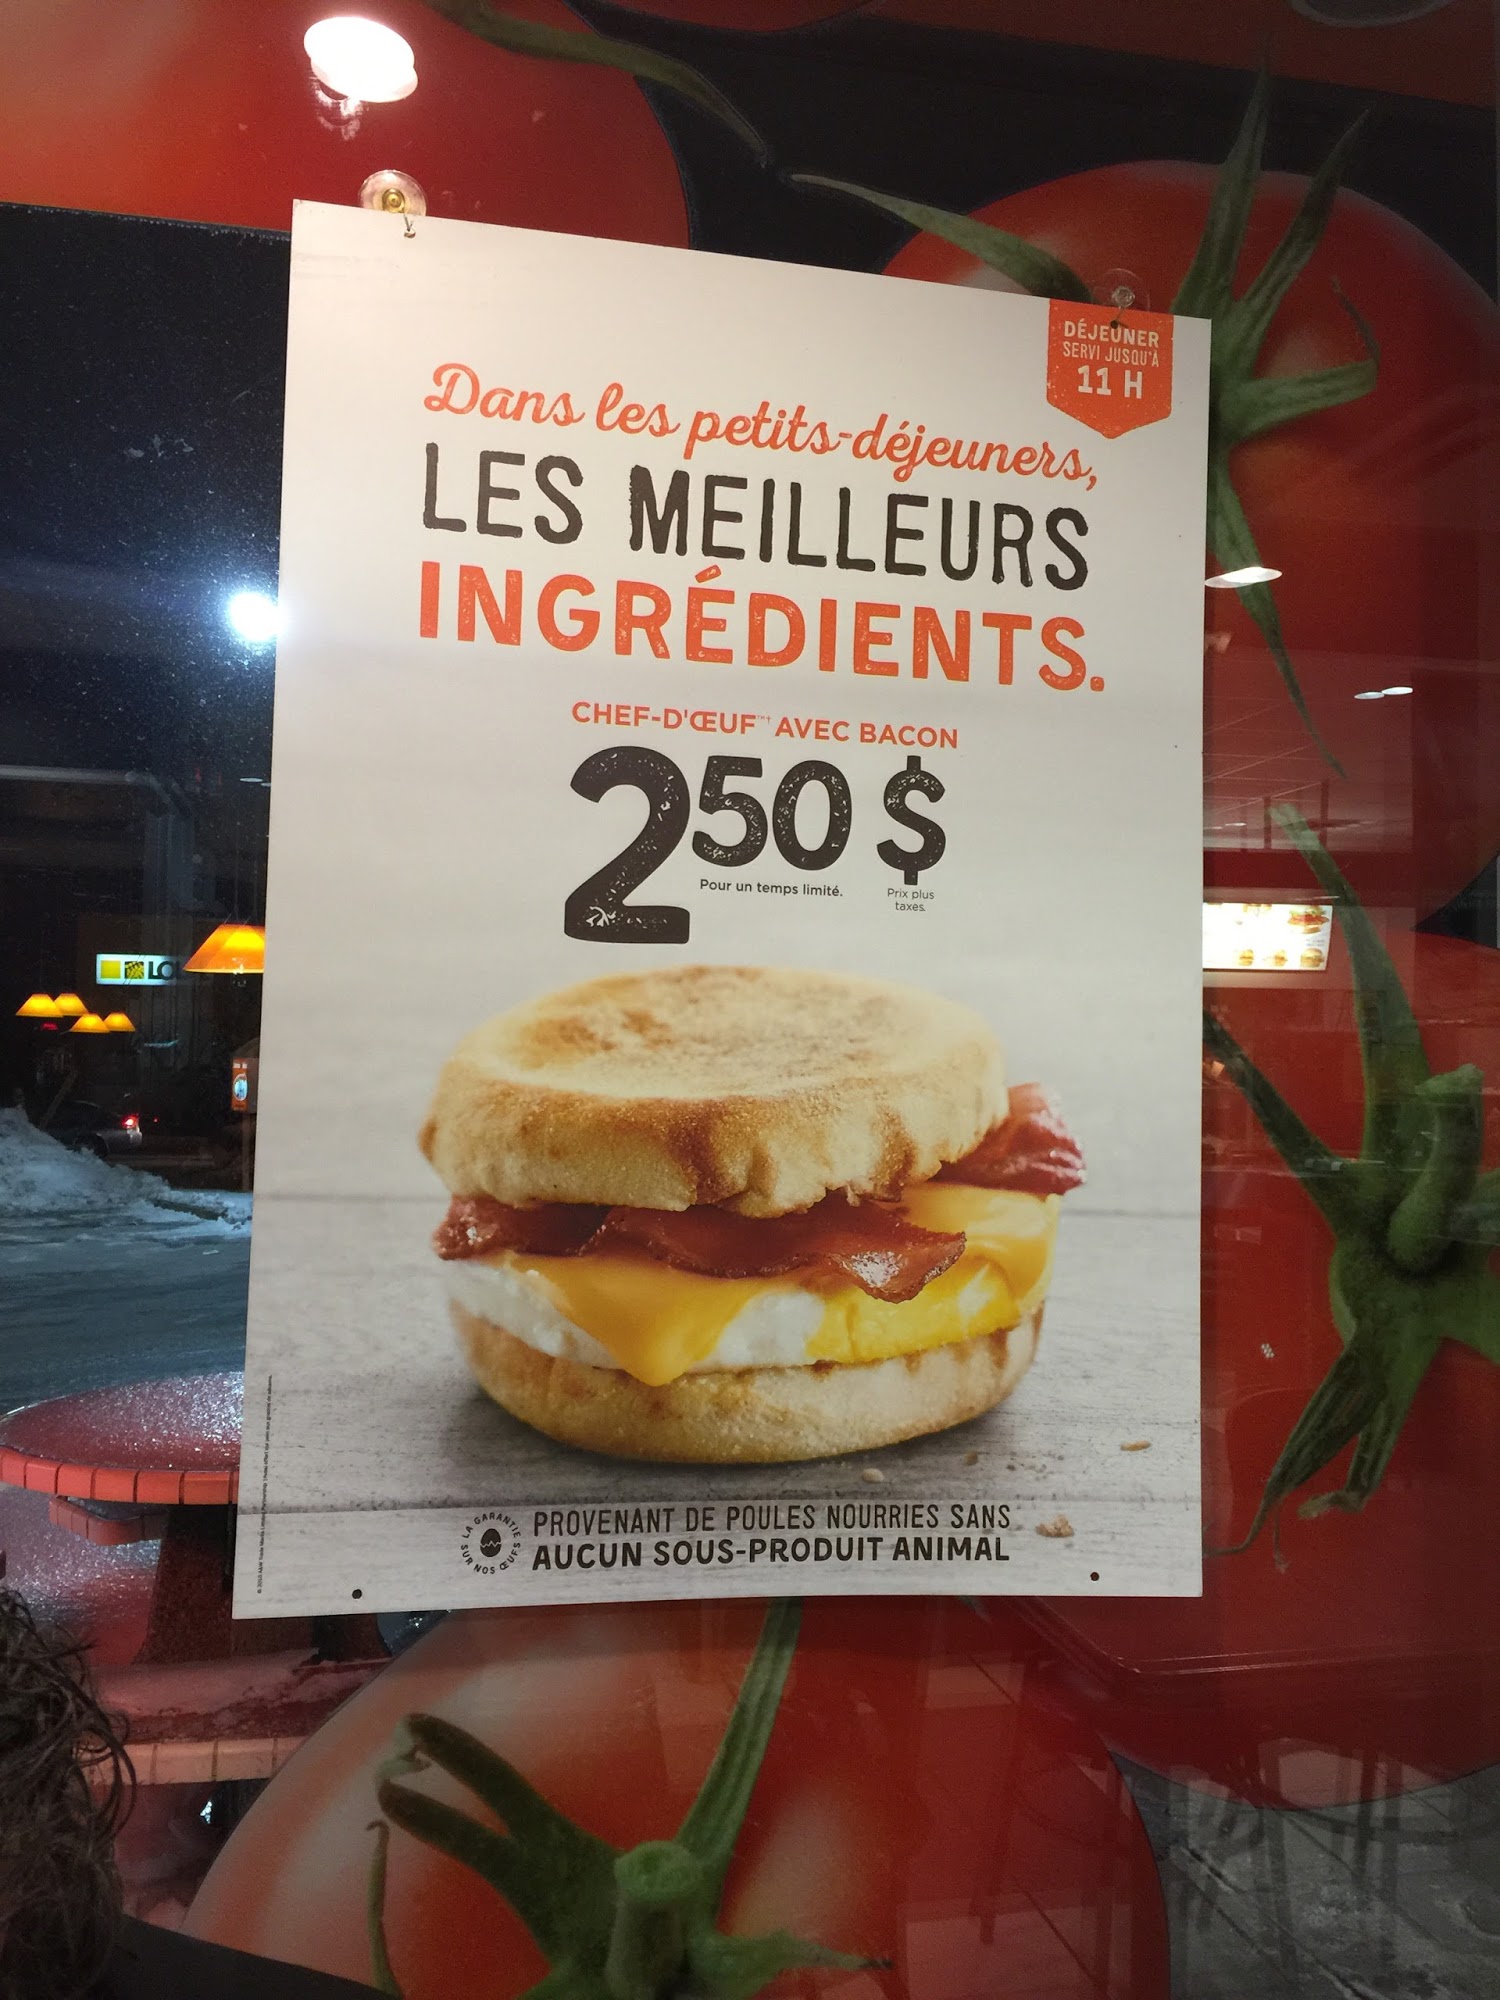 DÉJEUNER
SERVI JUSQU'À
11 H
Dans les petits-déjeuners,
LES MEILLEURS
INGRÉDIENTS.
CHEF-D'ŒUF™† AVEC BACON
2 50 $
Pour un temps limité.
Prix plus
taxes.
LA GARANTIE
SUR NOS ŒUFS
PROVENANT DE POULES NOURRIES SANS
AUCUN SOUS-PRODUIT ANIMAL